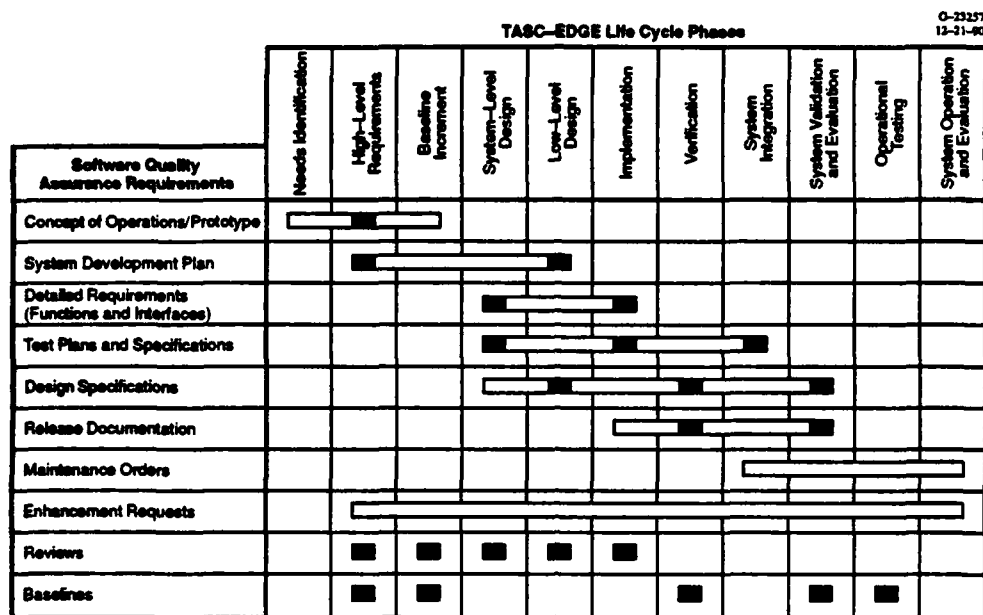 G-23257
12-21-90
TASC-EDGE Life Cycle Phases
Needs Identification
High-Level
Requirements
Baseline
Increment
System-Level
Design
Low-Level
Design
Implementation
Verification
System
Integration
System Validation
and Evaluation
Operational
Testing
System Operation
and Evaluation
Software Quality
Assurance Requirements
Concept of Operations/Prototype
System Development Plan
Detailed Requirements
(Functions and Interfaces)
Test Plans and Specifications
Design Specifications
Release Documentation
Maintenance Orders
Enhancement Requests
Reviews
Baselines